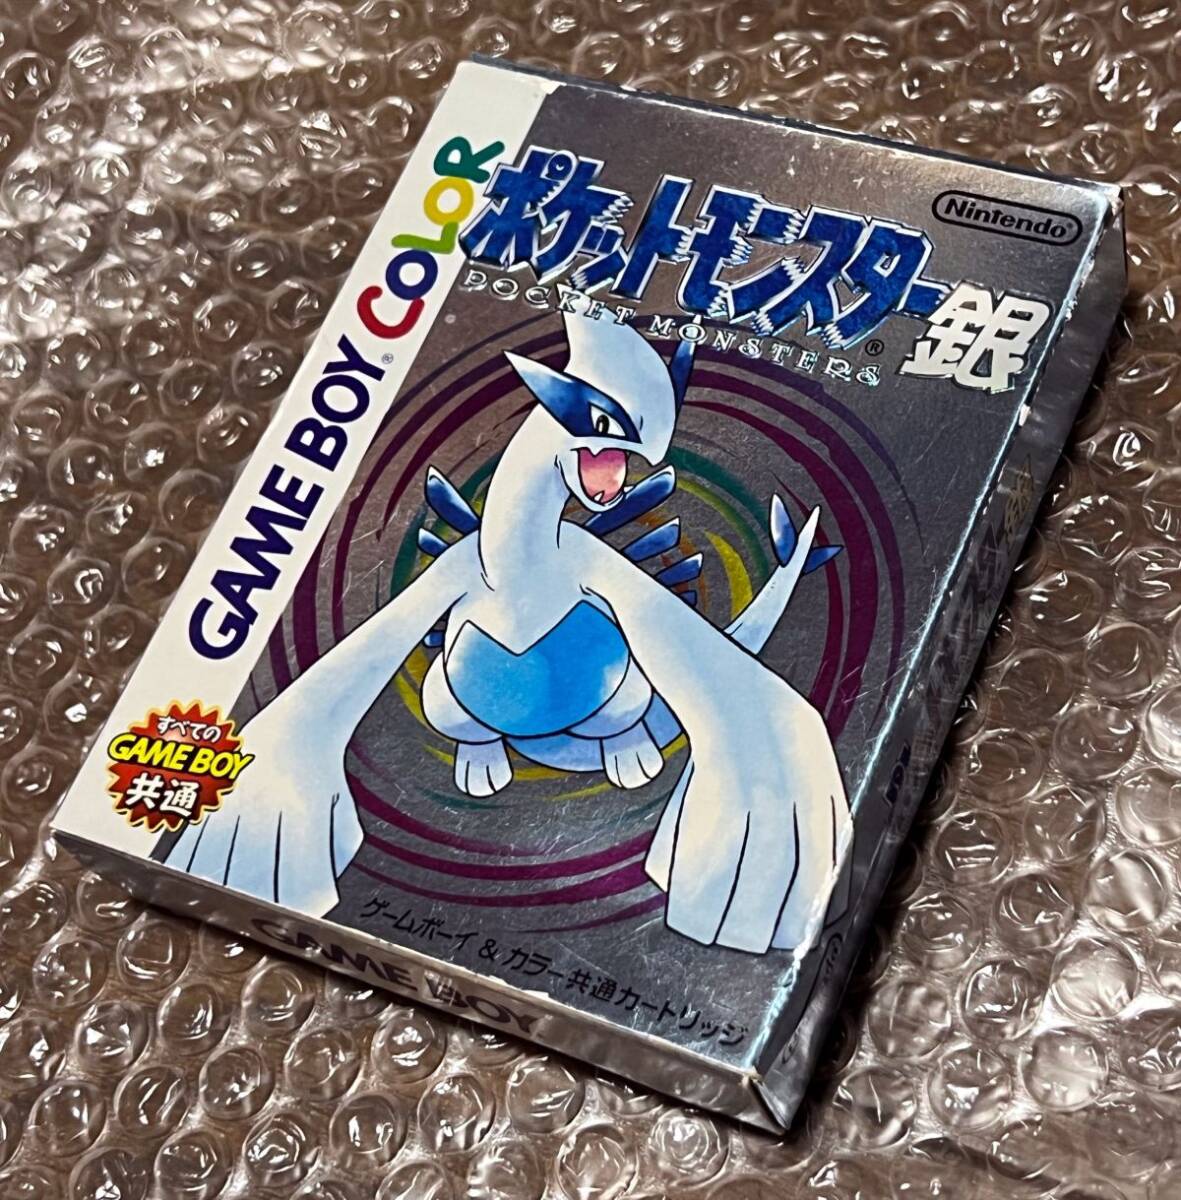 ポケットモンスター銀
POCKET MONSTERS®
Nintendo®
GAME BOY® COLOR
すべての
GAME BOY
共通
ゲームボーイ & カラー共通カートリッジ
GAME BOY